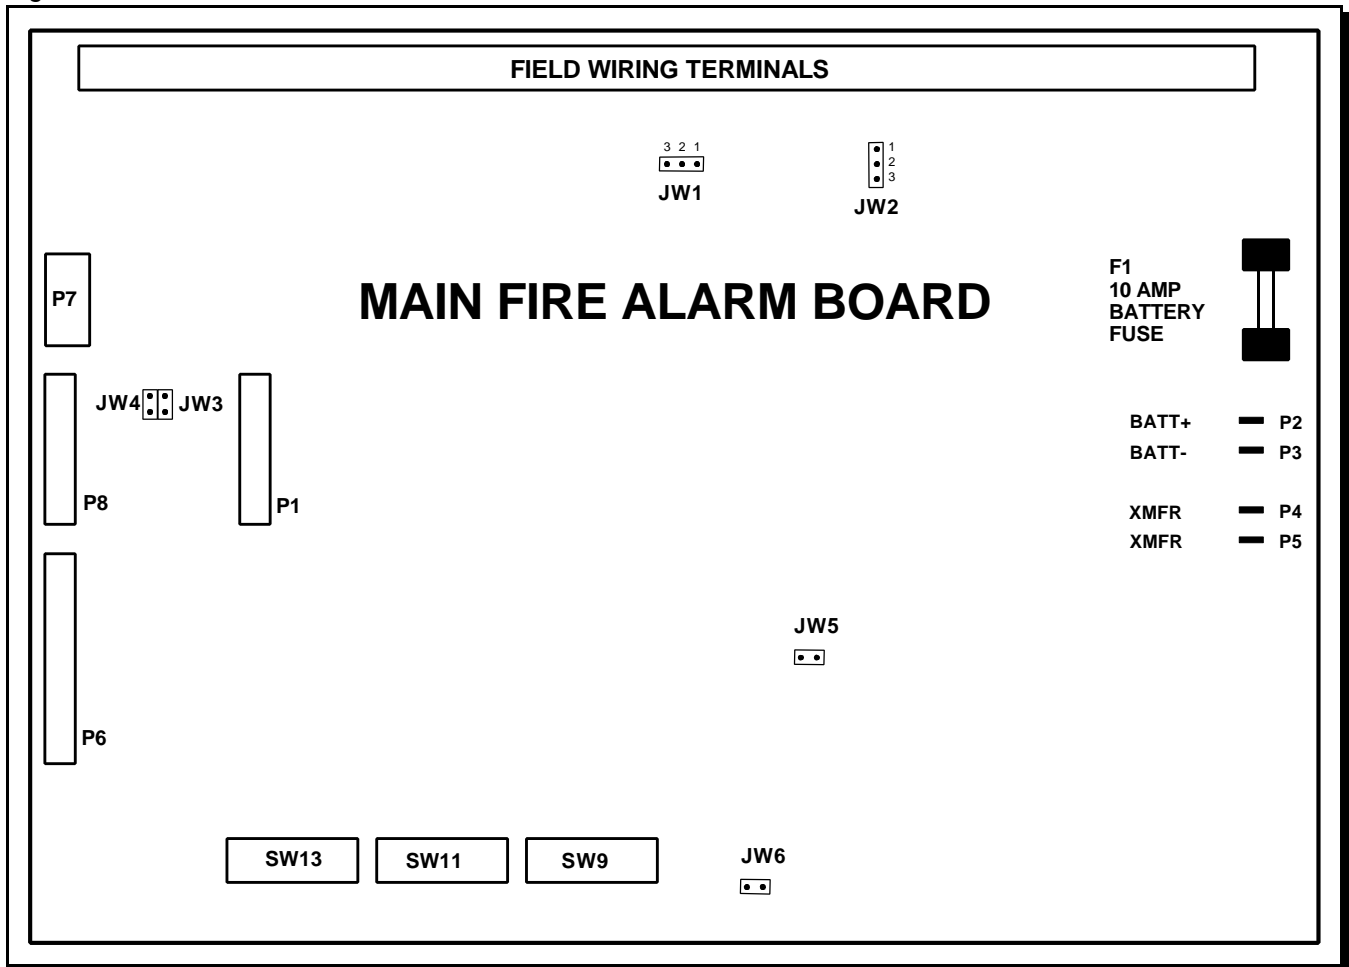 FIELD WIRING TERMINALS
3 2 1
JW1
1
2
3
JW2
P7
MAIN FIRE ALARM BOARD
F1
10 AMP
BATTERY
FUSE
JW4
JW3
BATT+
P2
BATT-
P3
P8
P1
XMFR
P4
XMFR
P5
JW5
P6
SW13
SW11
SW9
JW6